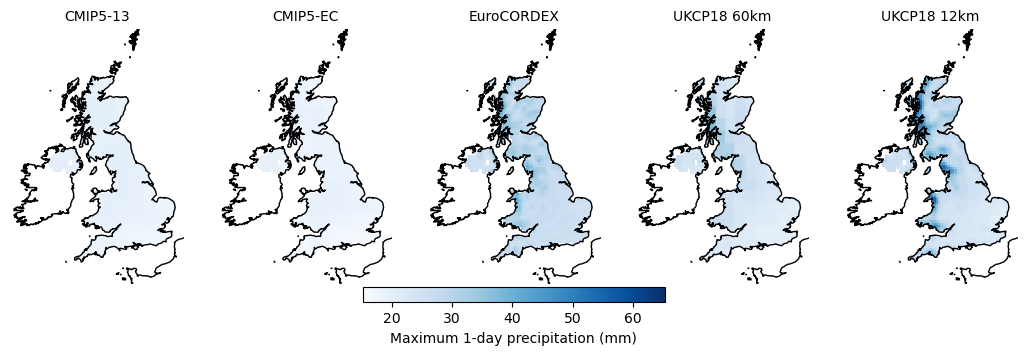 CMIP5-13 CMIP5-EC EuroCORDEX UKCP18 60km UKCP18 12km
20 30 40 50 60
Maximum 1-day precipitation (mm)